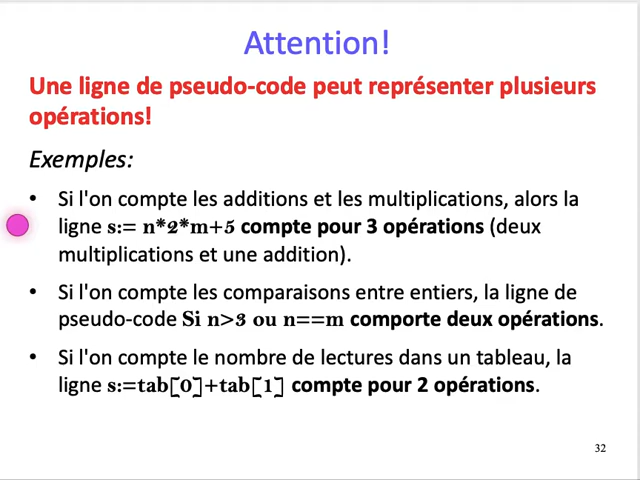 Attention!
Une ligne de pseudo-code peut représenter plusieurs
opérations!
Exemples:
• Si l'on compte les additions et les multiplications, alors la
ligne s:= n*2*m+5 compte pour 3 opérations (deux
multiplications et une addition).
• Si l'on compte les comparaisons entre entiers, la ligne de
pseudo-code Si n>3 ou n==m comporte deux opérations.
• Si l'on compte le nombre de lectures dans un tableau, la
ligne s:=tab[0]+tab[1] compte pour 2 opérations.
32